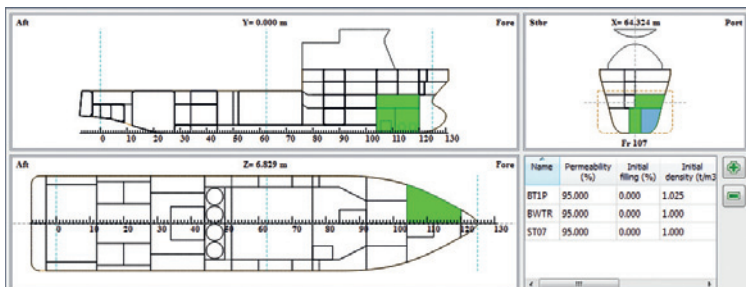 Aft Y= 0.000 m Fore
0 10 20 30 40 50 60 70 80 90 100 110 120 130
Stbr X= 64.324 m Port
Fr 107
Aft Z= 6.829 m Fore
0 10 20 30 40 50 60 70 80 90 100 110 120 130
Name Permeability (%) Initial filling (%) Initial density (t/m3
BT1P 95.000 0.000 1.025
BWTR 95.000 0.000 1.000
ST07 95.000 0.000 1.000